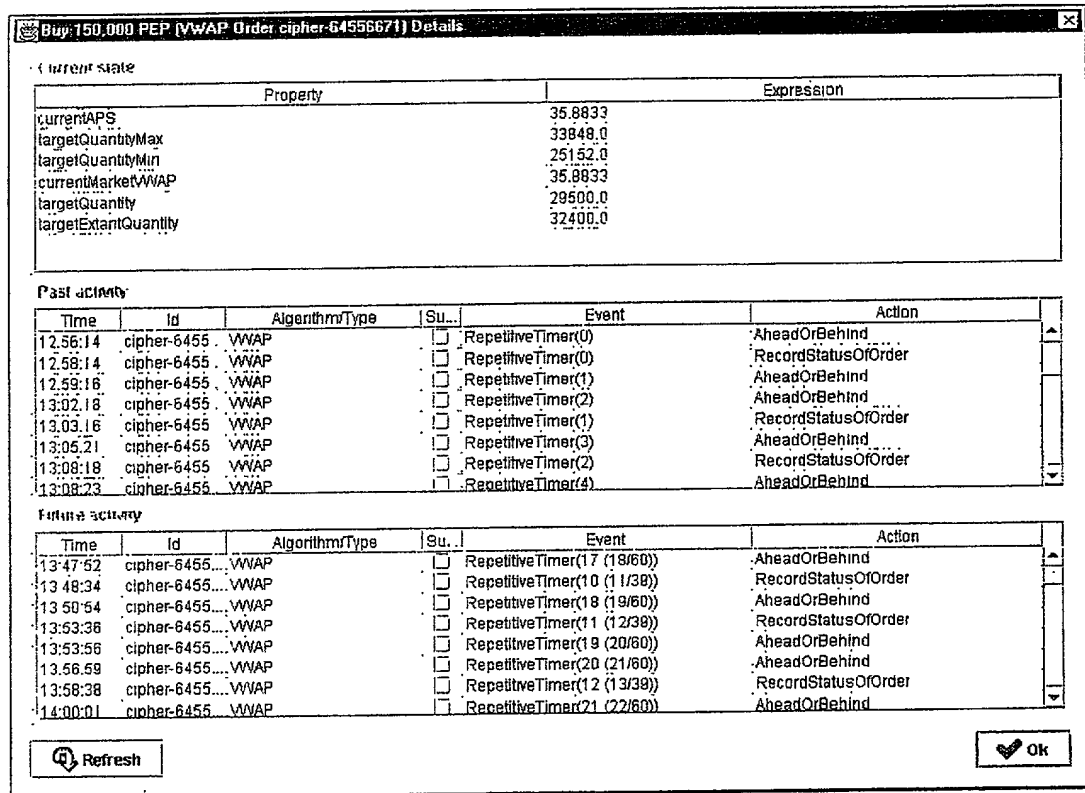 Buy 150,000 PEP (VWAP Order cipher-64556671) Details
Current state
Property Expression
currentAPS 35.8833
targetQuantityMax 33848.0
targetQuantityMin 25152.0
currentMarketVWAP 35.8833
targetQuantity 29500.0
targetExtantQuantity 32400.0
Past activity
Time Id Algorithm/Type Su... Event Action
12:56:14 cipher-6455... VWAP RepetitiveTimer(0) AheadOrBehind
12:58:14 cipher-6455... VWAP RepetitiveTimer(0) RecordStatusOfOrder
12:59:16 cipher-6455... VWAP RepetitiveTimer(1) AheadOrBehind
13:02:18 cipher-6455... VWAP RepetitiveTimer(2) AheadOrBehind
13:03:16 cipher-6455 VWAP RepetitiveTimer(1) RecordStatusOfOrder
13:05:21 cipher-6455 VWAP RepetitiveTimer(3) AheadOrBehind
13:08:18 cipher-6455 VWAP RepetitiveTimer(2) RecordStatusOfOrder
13:08:23 cipher-6455 VWAP RepetitiveTimer(4) AheadOrBehind
Future activity
Time Id Algorithm/Type Su... Event Action
13:47:52 cipher-6455... VWAP RepetitiveTimer(17 (18/60)) AheadOrBehind
13:48:34 cipher-6455... VWAP RepetitiveTimer(10 (11/38)) RecordStatusOfOrder
13:50:54 cipher-6455... VWAP RepetitiveTimer(18 (19/60)) AheadOrBehind
13:53:36 cipher-6455... VWAP RepetitiveTimer(11 (12/38)) RecordStatusOfOrder
13:53:56 cipher-6455... VWAP RepetitiveTimer(19 (20/60)) AheadOrBehind
13:56:59 cipher-6455... VWAP RepetitiveTimer(20 (21/60)) AheadOrBehind
13:58:38 cipher-6455... VWAP RepetitiveTimer(12 (13/38)) RecordStatusOfOrder
14:00:01 cipher-6455... VWAP RepetitiveTimer(21 (22/60)) AheadOrBehind
Refresh Ok